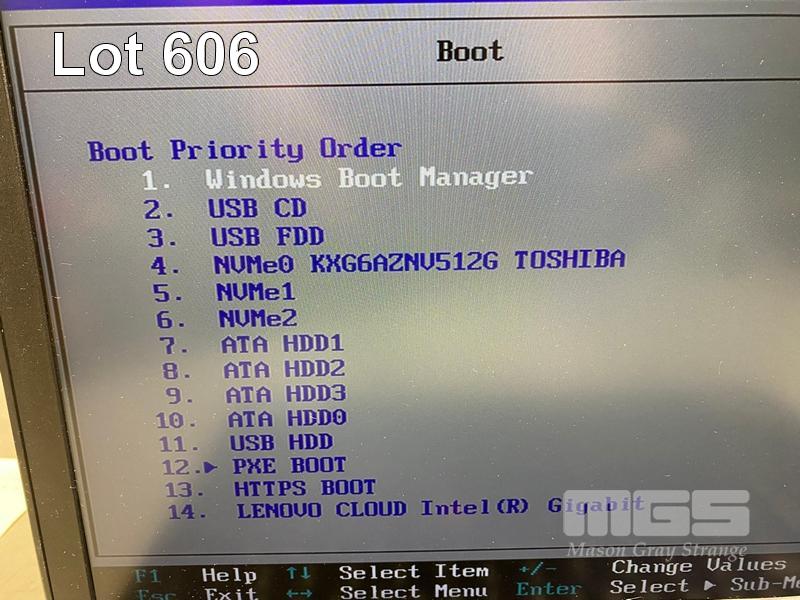 Lot 606
Boot
Boot Priority Order
1. Windows Boot Manager
2. USB CD
3. USB FDD
4. NVMe0 KXG6AZNV512G TOSHIBA
5. NVMe1
6. NVMe2
7. ATA HDD1
8. ATA HDD2
9. ATA HDD3
10. ATA HDD0
11. USB HDD
12.▶ PXE BOOT
13. HTTPS BOOT
14. LENOVO CLOUD Intel(R) Gigabit
MGS
Mason Gray Strange
F1 Help ↑↓ Select Item +/- Change Values
Esc Exit ←→ Select Menu Enter Select ▶ Sub-Me